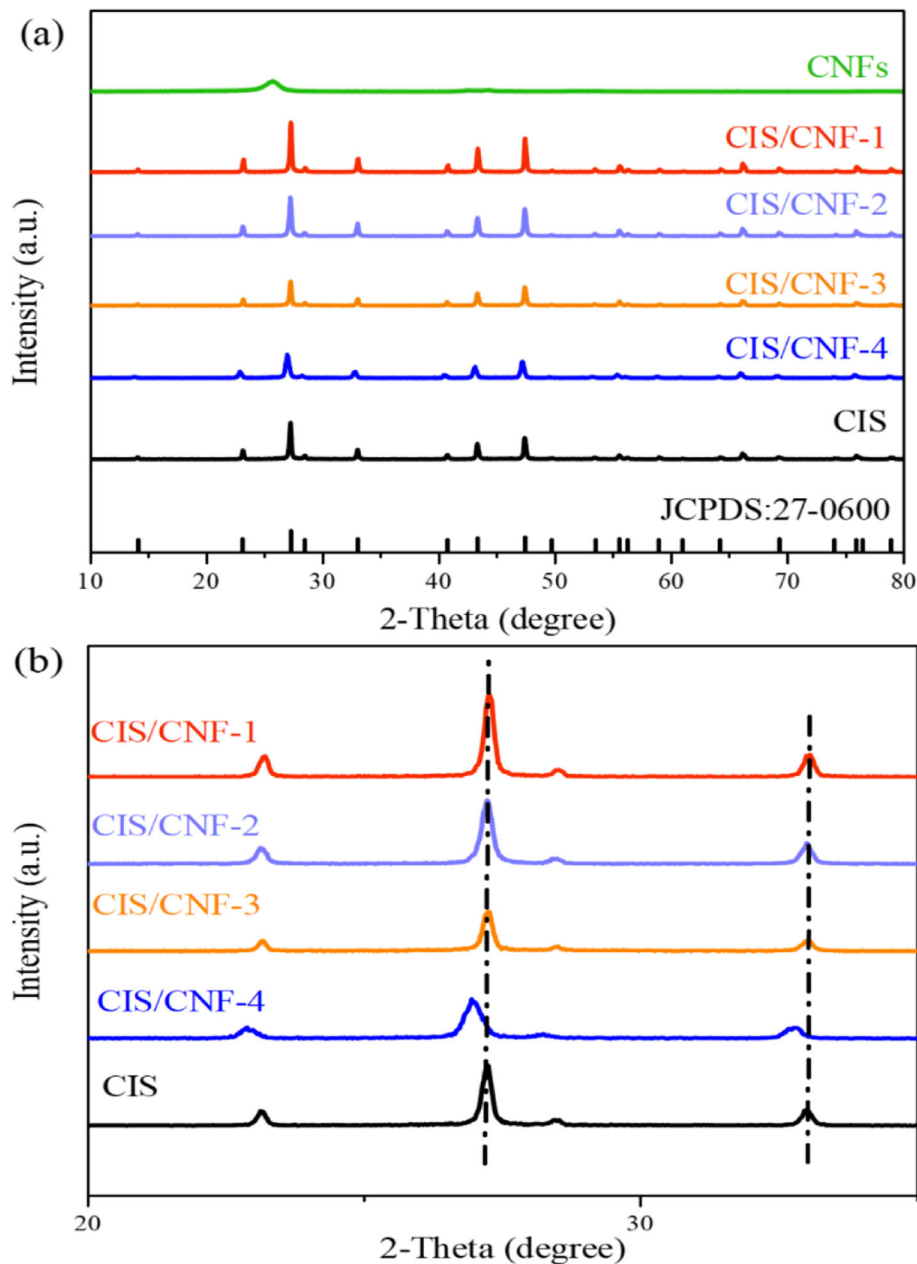 (a)
CNFs
CIS/CNF-1
CIS/CNF-2
CIS/CNF-3
CIS/CNF-4
CIS
JCPDS:27-0600
Intensity (a.u.)
10 20 30 40 50 60 70 80
2-Theta (degree)
(b)
CIS/CNF-1
CIS/CNF-2
CIS/CNF-3
CIS/CNF-4
CIS
Intensity (a.u.)
20 30
2-Theta (degree)